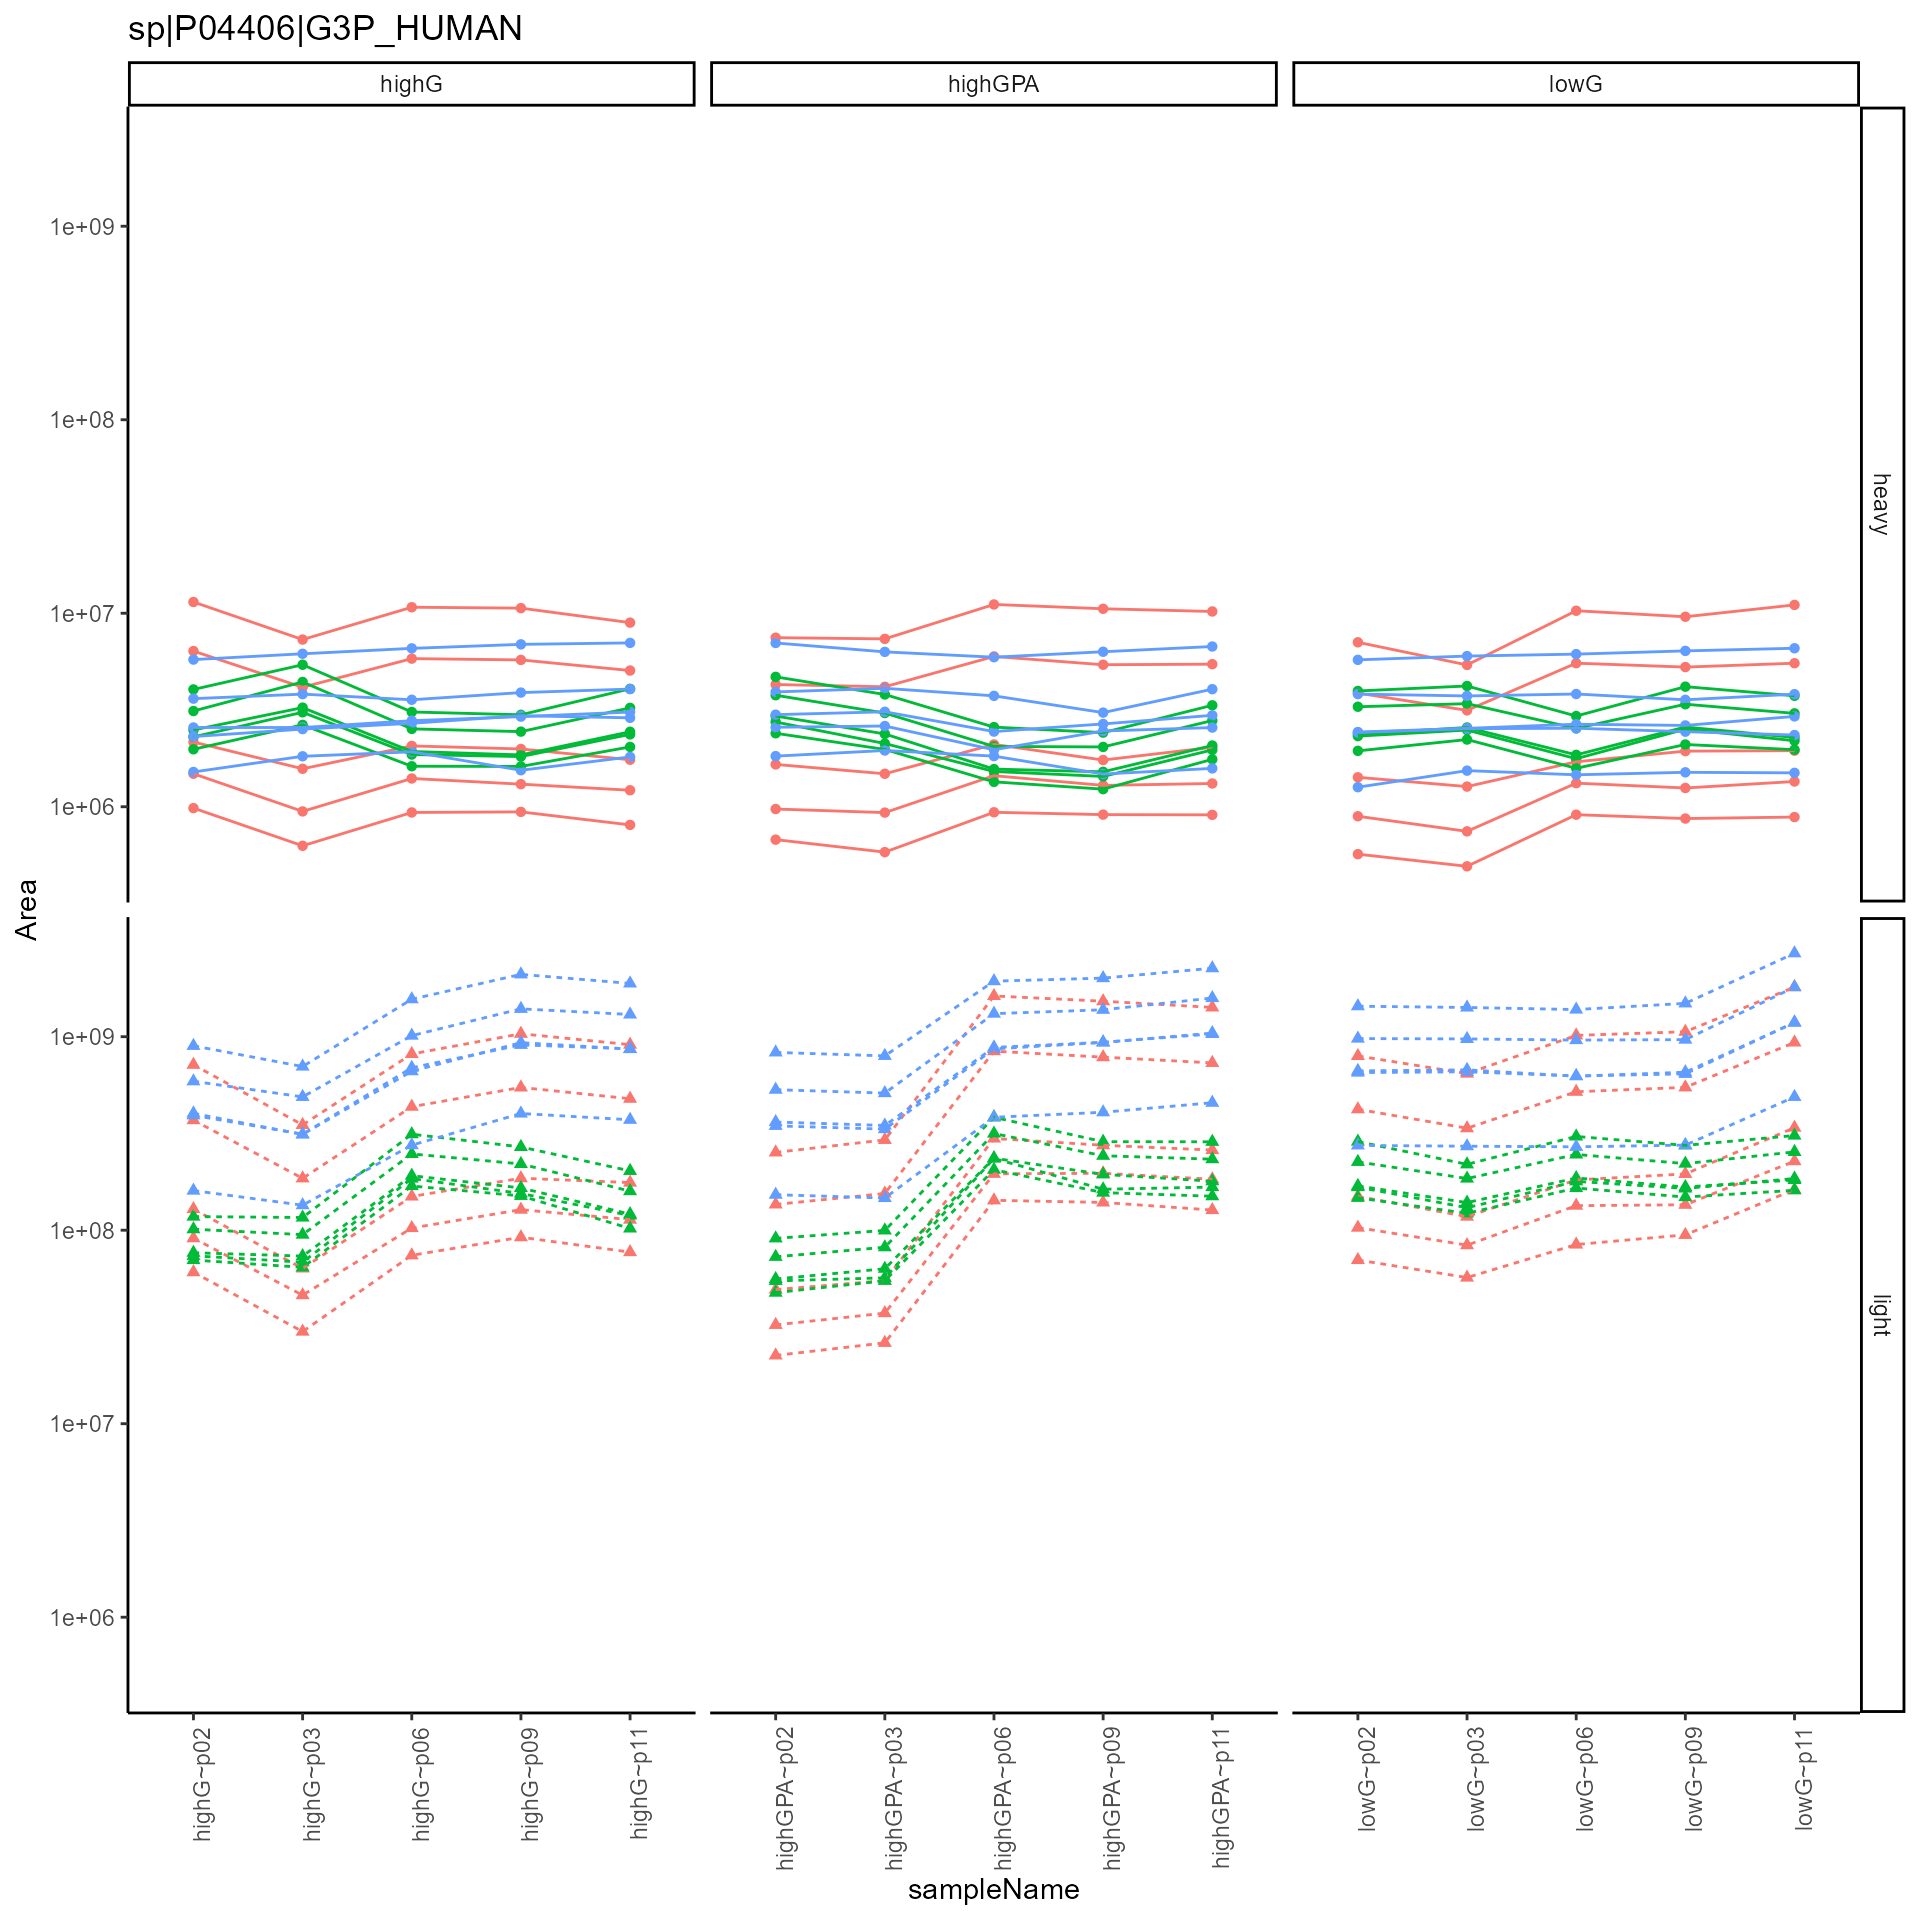 sp|P04406|G3P_HUMAN
highG
highGPA
lowG
heavy
light
Area
1e+09
1e+08
1e+07
1e+06
1e+09
1e+08
1e+07
1e+06
highG~p02
highG~p03
highG~p06
highG~p09
highG~p11
highGPA~p02
highGPA~p03
highGPA~p06
highGPA~p09
highGPA~p11
lowG~p02
lowG~p03
lowG~p06
lowG~p09
lowG~p11
sampleName